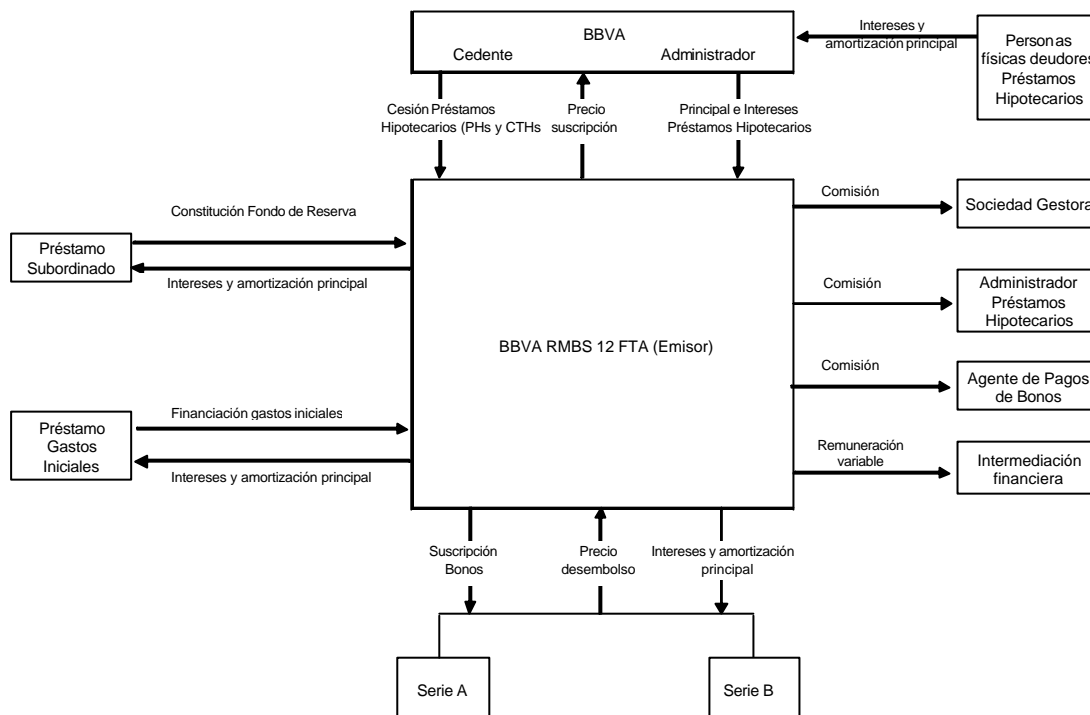 BBVA
Cedente
Administrador
Intereses y
amortización principal
Personas
físicas deudores
Préstamos
Hipotecarios
Cesión Préstamos
Hipotecarios (PHs y CTHs
Precio
suscripción
Principal e Intereses
Préstamos Hipotecarios
Constitución Fondo de Reserva
Préstamo
Subordinado
Intereses y amortización principal
Financiación gastos iniciales
Préstamo
Gastos
Iniciales
Intereses y amortización principal
BBVA RMBS 12 FTA (Emisor)
Comisión
Sociedad Gestora
Comisión
Administrador
Préstamos
Hipotecarios
Comisión
Agente de Pagos
de Bonos
Remuneración
variable
Intermediación
financiera
Suscripción
Bonos
Precio
desembolso
Intereses y amortización
principal
Serie A
Serie B